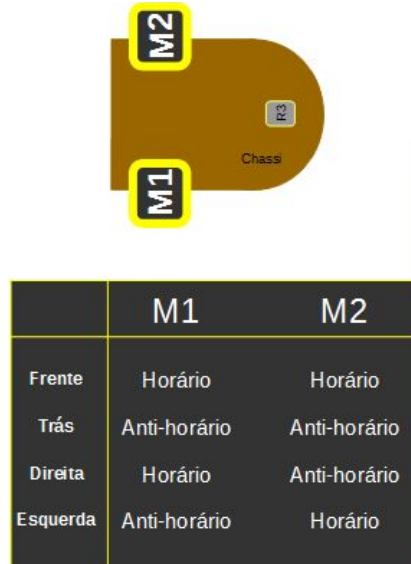 M2
R3
Chassi
M1
M1 M2
Frente Horário Horário
Trás Anti-horário Anti-horário
Direita Horário Anti-horário
Esquerda Anti-horário Horário